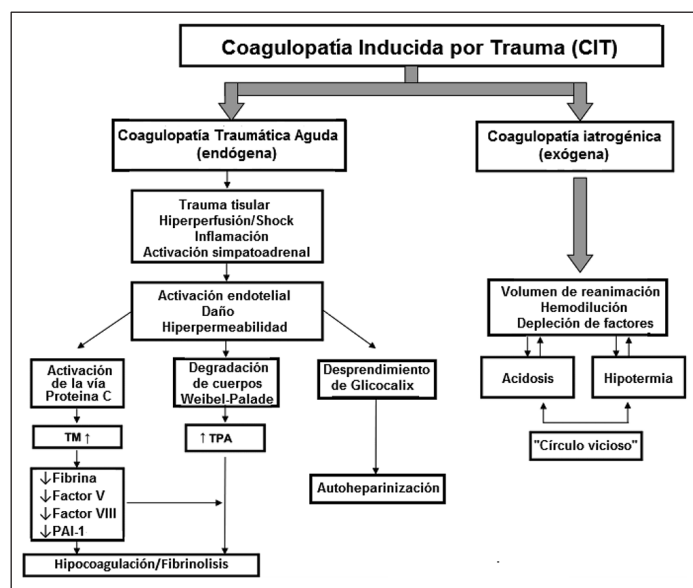 Coagulopatía Inducida por Trauma (CIT)
Coagulopatía Traumática Aguda
(endógena)
Coagulopatía iatrogénica
(exógena)
Trauma tisular
Hiperperfusión/Shock
Inflamación
Activación simpatoadrenal
Activación endotelial
Daño
Hiperpermeabilidad
Volumen de reanimación
Hemodilución
Depleción de factores
Activación
de la vía
Proteina C
Degradación
de cuerpos
Weibel-Palade
Desprendimiento
de Glicocalix
Acidosis
Hipotermia
TM ↑
↑ TPA
"Círculo vicioso"
↓Fibrina
↓Factor V
↓Factor VIII
↓PAI-1
Autoheparinización
Hipocoagulación/Fibrinolisis